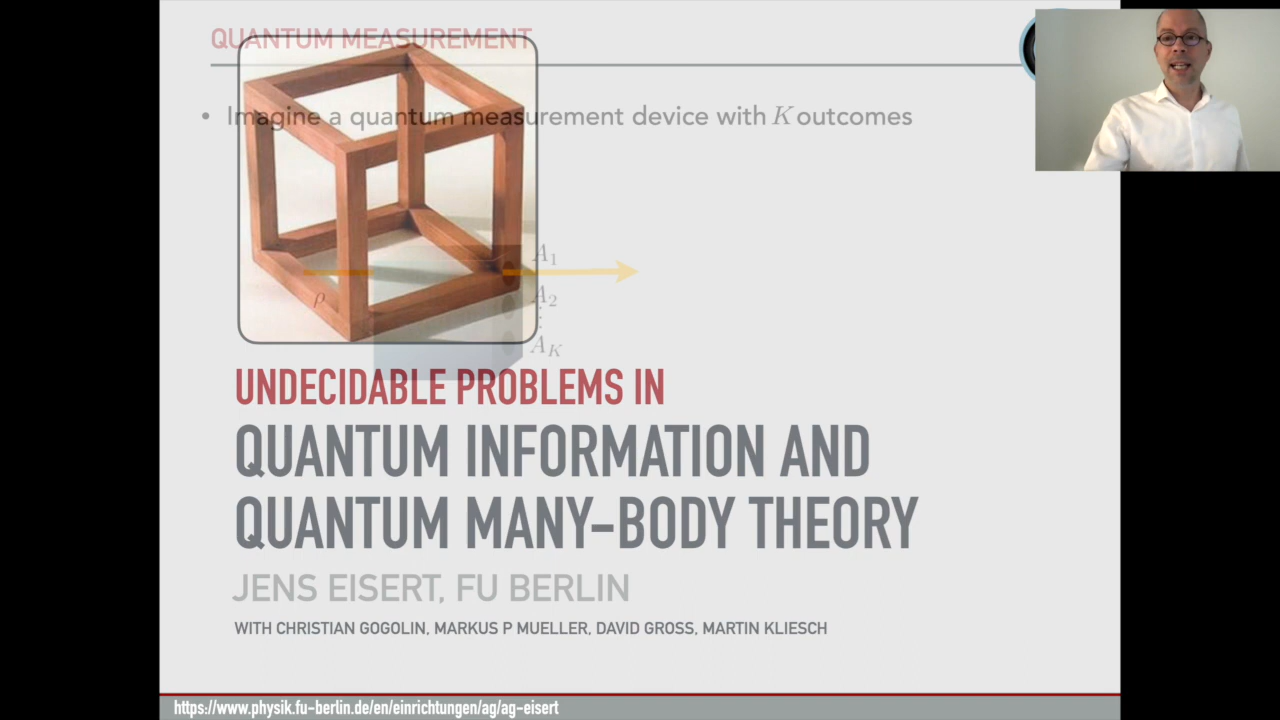 QUANTUM MEASUREMENT
• Imagine a quantum measurement device with K outcomes
A₁
ρ
A₂
⋮
A_K
UNDECIDABLE PROBLEMS IN
QUANTUM INFORMATION AND
QUANTUM MANY-BODY THEORY
JENS EISERT, FU BERLIN
WITH CHRISTIAN GOGOLIN, MARKUS P MUELLER, DAVID GROSS, MARTIN KLIESCH
https://www.physik.fu-berlin.de/en/einrichtungen/ag/ag-eisert